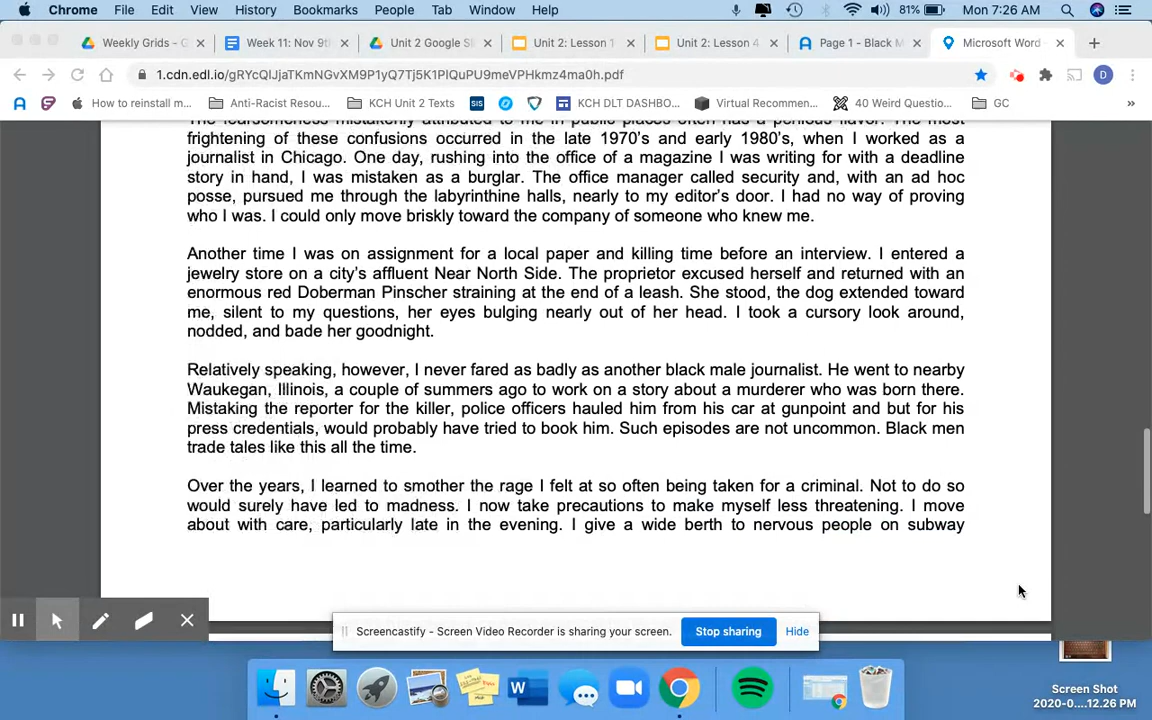 Chrome File Edit View History Bookmarks People Tab Window Help 81% Mon 7:26 AM
Weekly Grids - G
Week 11: Nov 9th
Unit 2 Google Sl
Unit 2: Lesson 1
Unit 2: Lesson 4
Page 1 - Black M
Microsoft Word -
1.cdn.edl.io/gRYcQlJjaTKmNGvXM9P1yQ7Tj5K1PlQuPU9meVPHkmz4ma0h.pdf
D
How to reinstall m... Anti-Racist Resou... KCH Unit 2 Texts SIS KCH DLT DASHBO... Virtual Recommen... 40 Weird Questio... GC »
The fearsomeness mistakenly attributed to me in public places often has a perilous flavor. The most
frightening of these confusions occurred in the late 1970's and early 1980's, when I worked as a
journalist in Chicago. One day, rushing into the office of a magazine I was writing for with a deadline
story in hand, I was mistaken as a burglar. The office manager called security and, with an ad hoc
posse, pursued me through the labyrinthine halls, nearly to my editor's door. I had no way of proving
who I was. I could only move briskly toward the company of someone who knew me.
Another time I was on assignment for a local paper and killing time before an interview. I entered a
jewelry store on a city's affluent Near North Side. The proprietor excused herself and returned with an
enormous red Doberman Pinscher straining at the end of a leash. She stood, the dog extended toward
me, silent to my questions, her eyes bulging nearly out of her head. I took a cursory look around,
nodded, and bade her goodnight.
Relatively speaking, however, I never fared as badly as another black male journalist. He went to nearby
Waukegan, Illinois, a couple of summers ago to work on a story about a murderer who was born there.
Mistaking the reporter for the killer, police officers hauled him from his car at gunpoint and but for his
press credentials, would probably have tried to book him. Such episodes are not uncommon. Black men
trade tales like this all the time.
Over the years, I learned to smother the rage I felt at so often being taken for a criminal. Not to do so
would surely have led to madness. I now take precautions to make myself less threatening. I move
about with care, particularly late in the evening. I give a wide berth to nervous people on subway
Screencastify - Screen Video Recorder is sharing your screen. Stop sharing Hide
Screen Shot
2020-0....12.26 PM